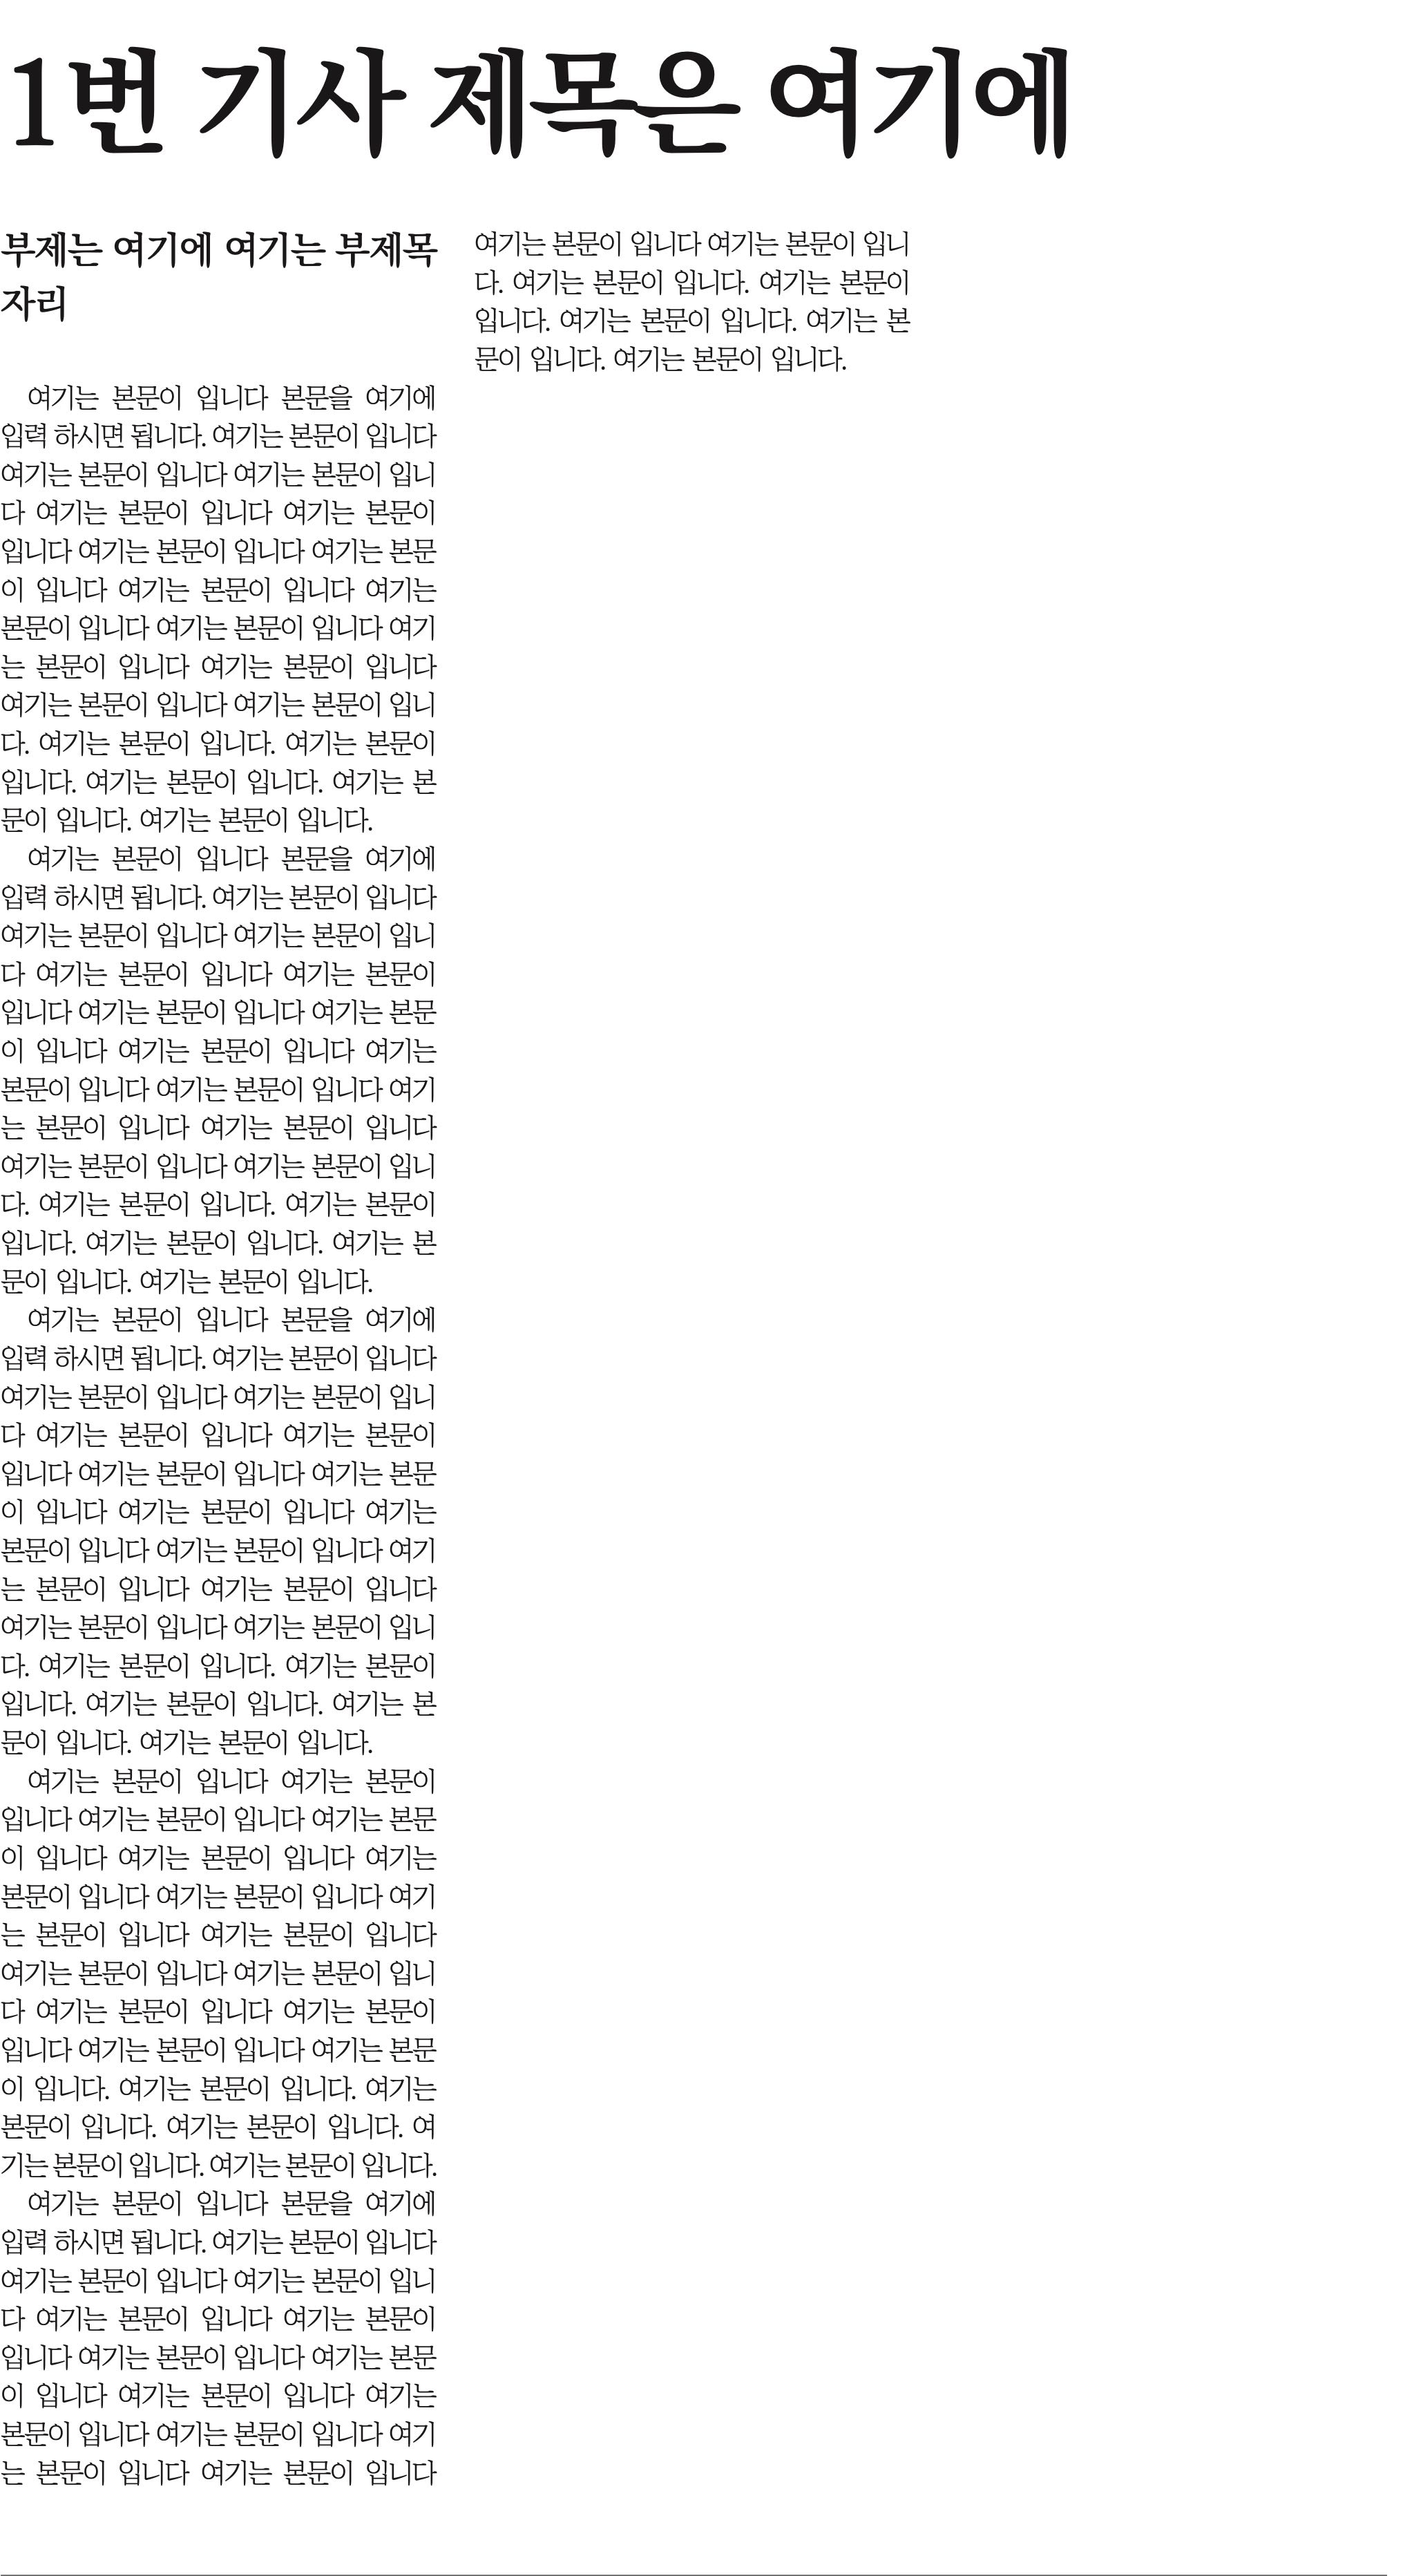 1번 기사 제목은 여기에
부제는 여기에 여기는 부제목
자리
여기는 본문이 입니다 본문을 여기에
입력 하시면 됩니다. 여기는 본문이 입니다
여기는 본문이 입니다 여기는 본문이 입니
다 여기는 본문이 입니다 여기는 본문이
입니다 여기는 본문이 입니다 여기는 본문
이 입니다 여기는 본문이 입니다 여기는
본문이 입니다 여기는 본문이 입니다 여기
는 본문이 입니다 여기는 본문이 입니다
여기는 본문이 입니다 여기는 본문이 입니
다. 여기는 본문이 입니다. 여기는 본문이
입니다. 여기는 본문이 입니다. 여기는 본
문이 입니다. 여기는 본문이 입니다.
여기는 본문이 입니다 본문을 여기에
입력 하시면 됩니다. 여기는 본문이 입니다
여기는 본문이 입니다 여기는 본문이 입니
다 여기는 본문이 입니다 여기는 본문이
입니다 여기는 본문이 입니다 여기는 본문
이 입니다 여기는 본문이 입니다 여기는
본문이 입니다 여기는 본문이 입니다 여기
는 본문이 입니다 여기는 본문이 입니다
여기는 본문이 입니다 여기는 본문이 입니
다. 여기는 본문이 입니다. 여기는 본문이
입니다. 여기는 본문이 입니다. 여기는 본
문이 입니다. 여기는 본문이 입니다.
여기는 본문이 입니다 본문을 여기에
입력 하시면 됩니다. 여기는 본문이 입니다
여기는 본문이 입니다 여기는 본문이 입니
다 여기는 본문이 입니다 여기는 본문이
입니다 여기는 본문이 입니다 여기는 본문
이 입니다 여기는 본문이 입니다 여기는
본문이 입니다 여기는 본문이 입니다 여기
는 본문이 입니다 여기는 본문이 입니다
여기는 본문이 입니다 여기는 본문이 입니
다. 여기는 본문이 입니다. 여기는 본문이
입니다. 여기는 본문이 입니다. 여기는 본
문이 입니다. 여기는 본문이 입니다.
여기는 본문이 입니다 여기는 본문이
입니다 여기는 본문이 입니다 여기는 본문
이 입니다 여기는 본문이 입니다 여기는
본문이 입니다 여기는 본문이 입니다 여기
는 본문이 입니다 여기는 본문이 입니다
여기는 본문이 입니다 여기는 본문이 입니
다 여기는 본문이 입니다 여기는 본문이
입니다 여기는 본문이 입니다 여기는 본문
이 입니다. 여기는 본문이 입니다. 여기는
본문이 입니다. 여기는 본문이 입니다. 여
기는 본문이 입니다. 여기는 본문이 입니다.
여기는 본문이 입니다 본문을 여기에
입력 하시면 됩니다. 여기는 본문이 입니다
여기는 본문이 입니다 여기는 본문이 입니
다 여기는 본문이 입니다 여기는 본문이
입니다 여기는 본문이 입니다 여기는 본문
이 입니다 여기는 본문이 입니다 여기는
본문이 입니다 여기는 본문이 입니다 여기
는 본문이 입니다 여기는 본문이 입니다
여기는 본문이 입니다 여기는 본문이 입니
다. 여기는 본문이 입니다. 여기는 본문이
입니다. 여기는 본문이 입니다. 여기는 본
문이 입니다. 여기는 본문이 입니다.